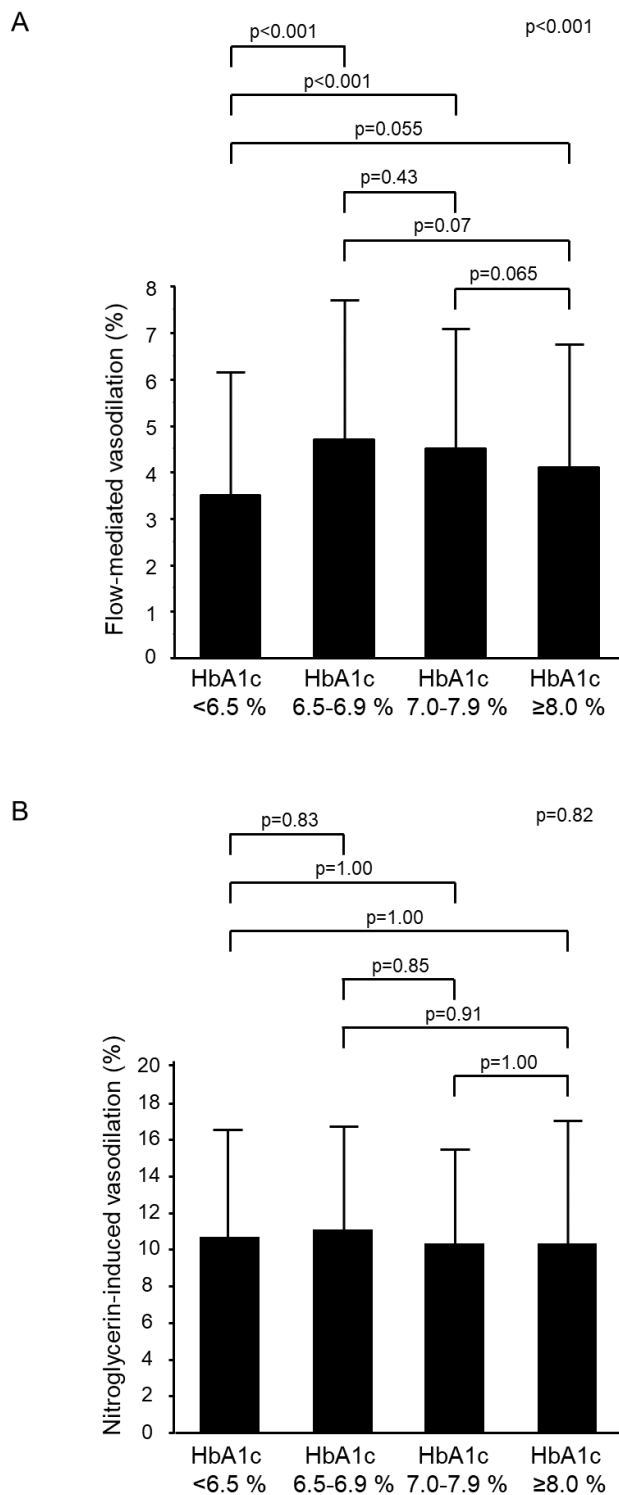 A
p<0.001 p<0.001
p<0.001
p=0.055
p=0.43
p=0.07
p=0.065
Flow-mediated vasodilation (%)
8
7
6
5
4
3
2
1
0
HbA1c HbA1c HbA1c HbA1c
<6.5 % 6.5-6.9 % 7.0-7.9 % ≥8.0 %
B
p=0.83 p=0.82
p=1.00
p=1.00
p=0.85
p=0.91
p=1.00
Nitroglycerin-induced vasodilation (%)
20
18
16
14
12
10
8
6
4
2
0
HbA1c HbA1c HbA1c HbA1c
<6.5 % 6.5-6.9 % 7.0-7.9 % ≥8.0 %